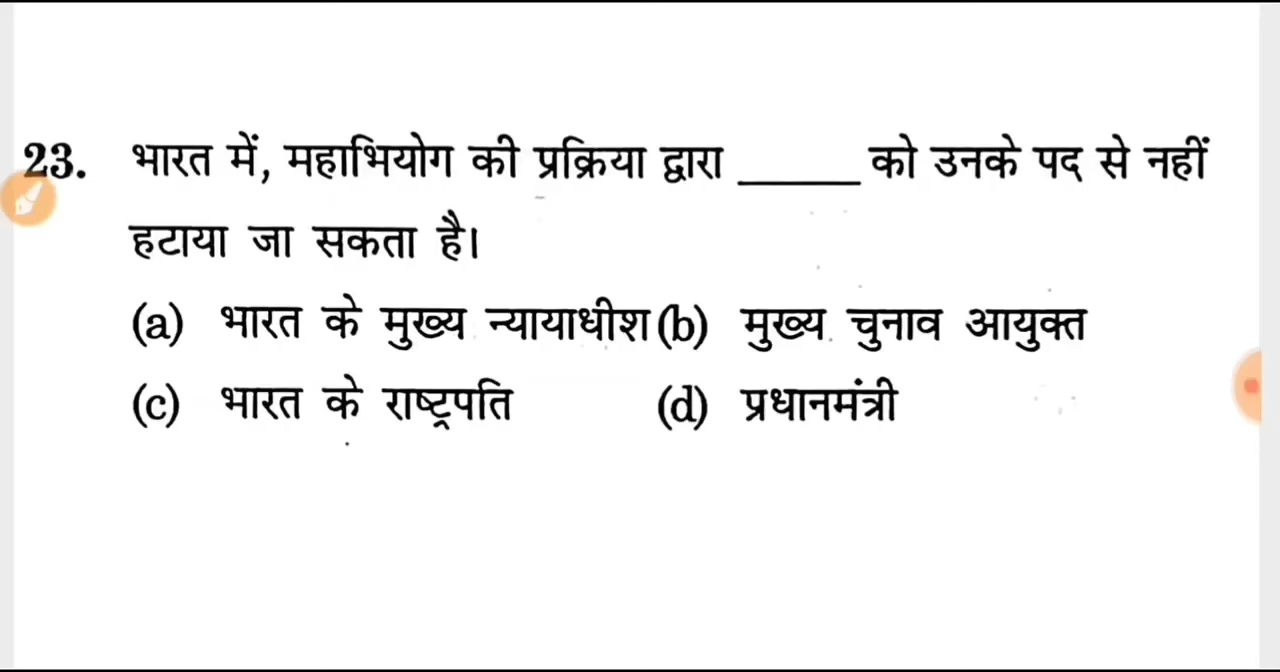 23. भारत में, महाभियोग की प्रक्रिया द्वारा ______ को उनके पद से नहीं
हटाया जा सकता है।
(a) भारत के मुख्य न्यायाधीश (b) मुख्य चुनाव आयुक्त
(c) भारत के राष्ट्रपति (d) प्रधानमंत्री